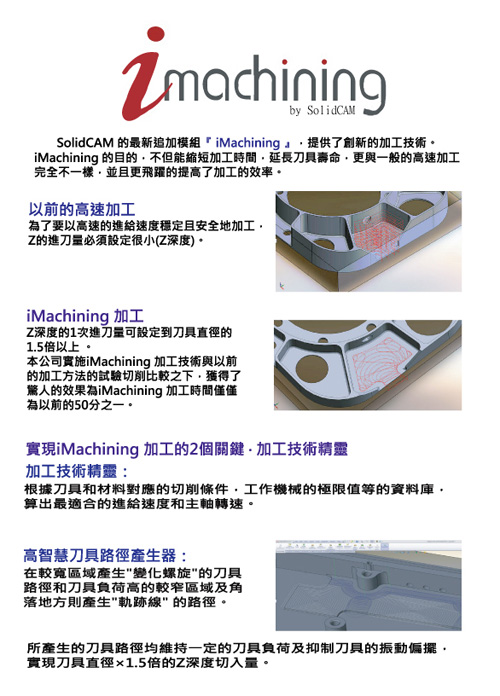 imachining
by SolidCAM
SolidCAM 的最新追加模組『 iMachining 』，提供了創新的加工技術。
iMachining 的目的，不但能縮短加工時間，延長刀具壽命，更與一般的高速加工
完全不一樣，並且更飛躍的提高了加工的效率。
以前的高速加工
為了要以高速的進給速度穩定且安全地加工，
Z的進刀量必須設定很小(Z深度)。
iMachining 加工
Z深度的1次進刀量可設定到刀具直徑的
1.5倍以上 。
本公司實施iMachining 加工技術與以前
的加工方法的試驗切削比較之下，獲得了
驚人的效果為iMachining 加工時間僅僅
為以前的50分之一。
實現iMachining 加工的2個關鍵，加工技術精靈
加工技術精靈：
根據刀具和材料對應的切削條件，工作機械的極限值等的資料庫，
算出最適合的進給速度和主軸轉速。
高智慧刀具路徑產生器：
在較寬區域產生"變化螺旋"的刀具
路徑和刀具負荷高的較窄區域及角
落地方則產生"軌跡線" 的路徑。
所產生的刀具路徑均維持一定的刀具負荷及抑制刀具的振動偏擺，
實現刀具直徑×1.5倍的Z深度切入量。